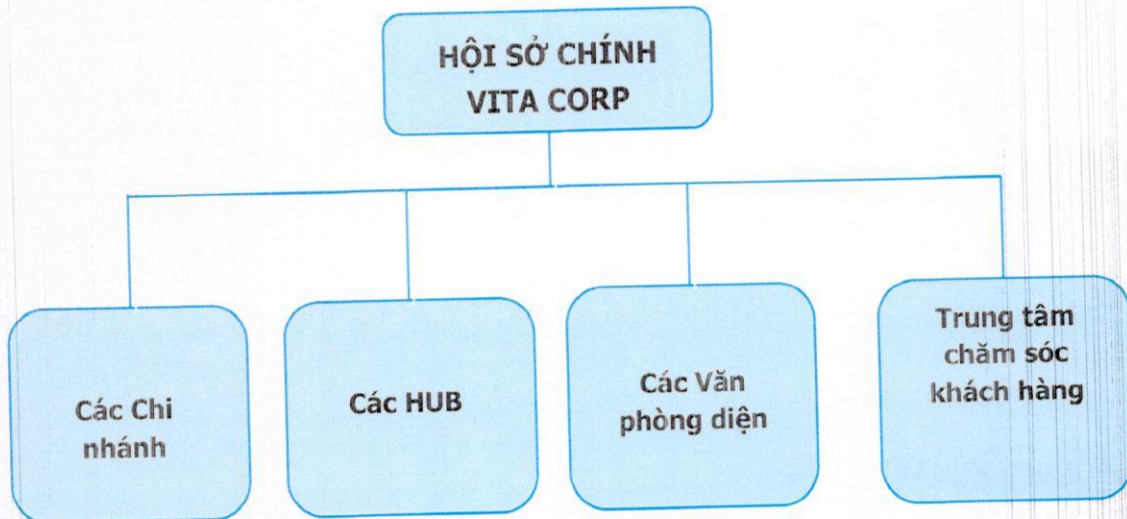 HỘI SỞ CHÍNH
VITA CORP
Các Chi
nhánh
Các HUB
Các Văn
phòng diện
Trung tâm
chăm sóc
khách hàng